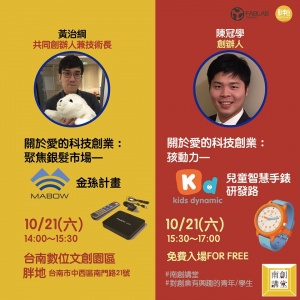 FABLAB
黃治綱
共同創辦人兼技術長
關於愛的科技創業：
聚焦銀髮市場—
MABOW
金孫計畫
10/21(六)
14:00～15:30
台南數位文創園區
胖地 台南市中西區南門路21號
陳冠學
創辦人
關於愛的科技創業：
孩動力—
Kd
kids dynamic
兒童智慧手錶
研發路
10/21(六)
15:30～17:00
免費入場FOR FREE
#南創講堂
#對創業有興趣的青年/學生
南創
講堂